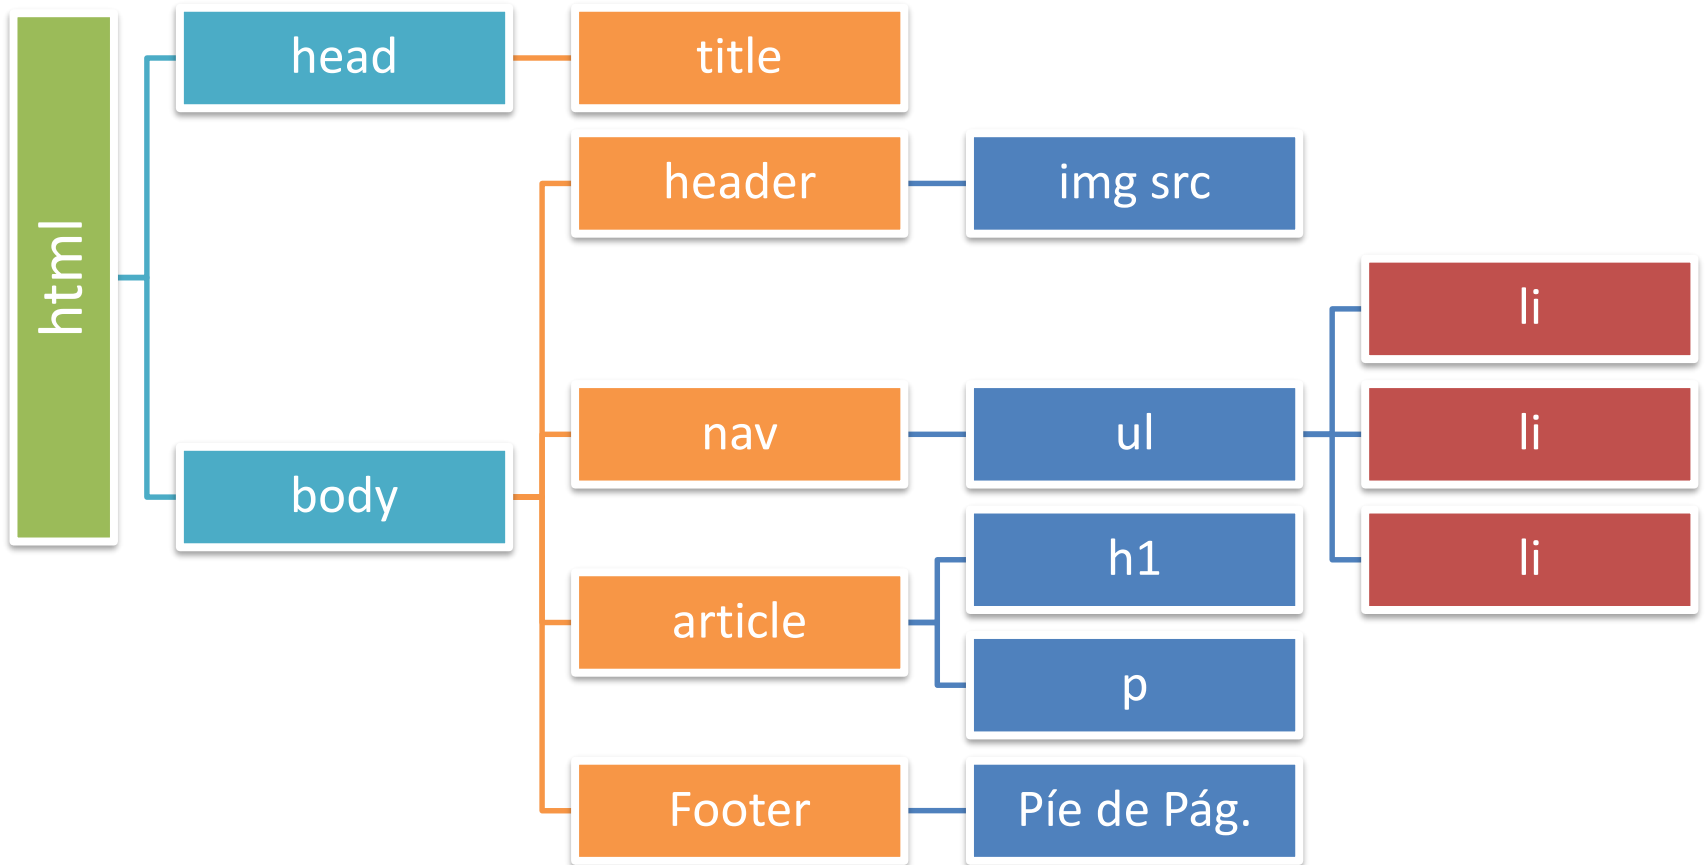 html
head
title
header
img src
body
nav
ul
li
li
li
article
h1
p
Footer
Píe de Pág.